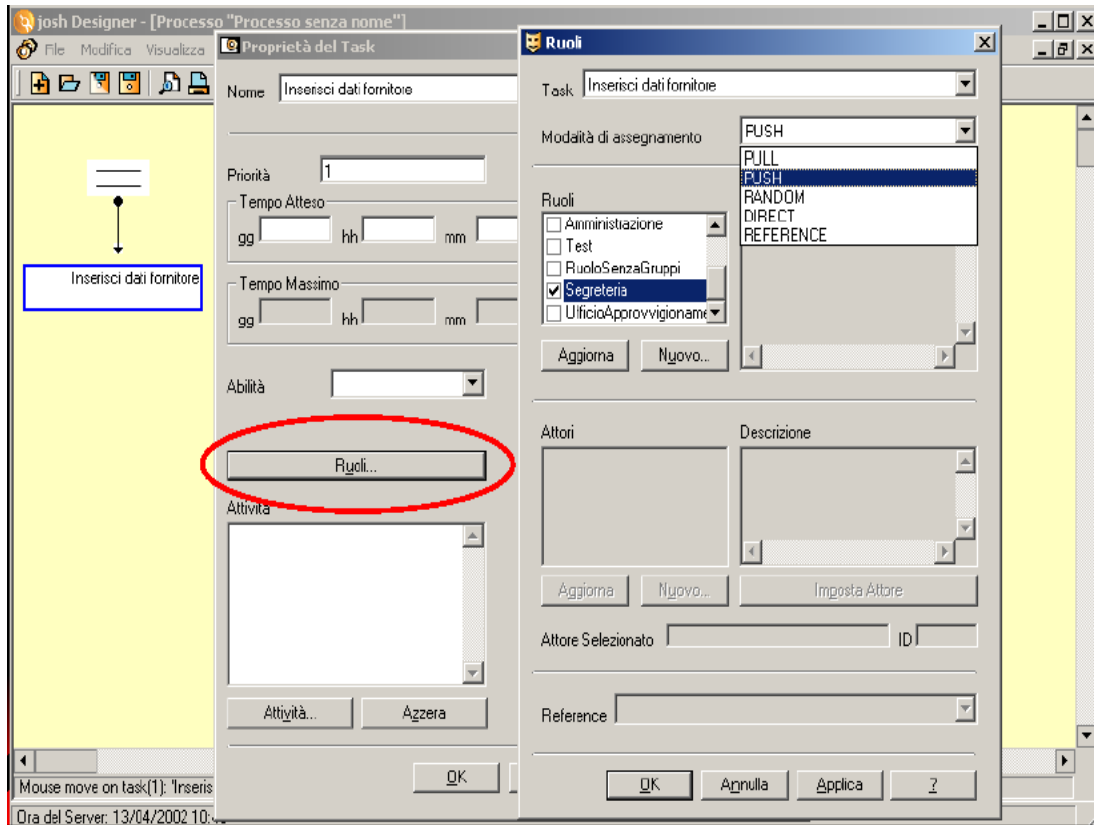 josh Designer - [Processo "Processo senza nome"]
File Modifica Visualizza
Inserisci dati fornitore
Mouse move on task(1): 'Inseris
Ora del Server: 13/04/2002 10:
Proprietà del Task
Nome Inserisci dati fornitore
Priorità 1
Tempo Atteso
gg hh mm
Tempo Massimo
gg hh mm
Abilità
Ruoli...
Attività
Attività... Azzera
OK
Ruoli
Task Inserisci dati fornitore
Modalità di assegnamento PUSH
PULL
PUSH
RANDOM
DIRECT
REFERENCE
Ruoli
Amministrazione
Test
RuoloSenzaGruppi
Segreteria
UfficioApprovvigioname
Aggiorna Nuovo...
Attori Descrizione
Aggiorna Nuovo... Imposta Attore
Attore Selezionato ID
Reference
OK Annulla Applica ?